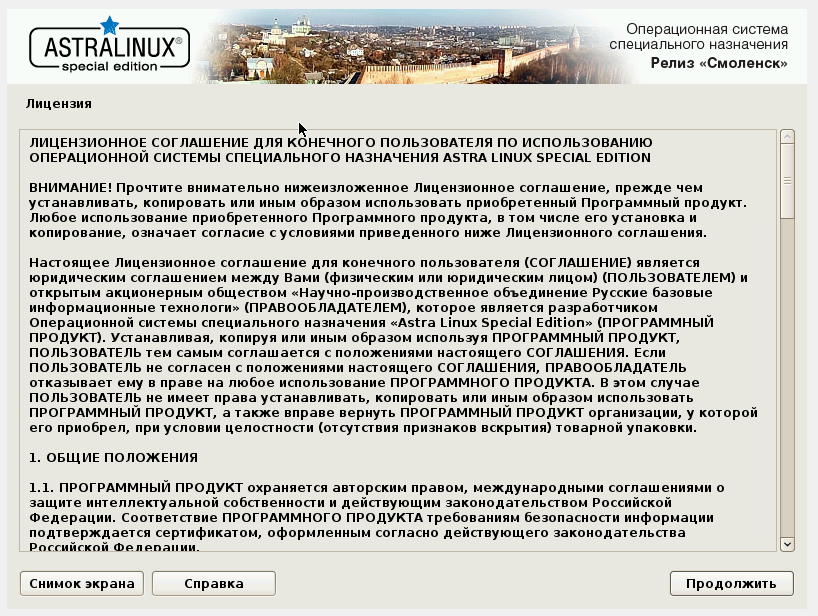 ASTRALINUX®
special edition
Операционная система
специального назначения
Релиз «Смоленск»
Лицензия
ЛИЦЕНЗИОННОЕ СОГЛАШЕНИЕ ДЛЯ КОНЕЧНОГО ПОЛЬЗОВАТЕЛЯ ПО ИСПОЛЬЗОВАНИЮ
ОПЕРАЦИОННОЙ СИСТЕМЫ СПЕЦИАЛЬНОГО НАЗНАЧЕНИЯ ASTRA LINUX SPECIAL EDITION
ВНИМАНИЕ! Прочтите внимательно нижеизложенное Лицензионное соглашение, прежде чем
устанавливать, копировать или иным образом использовать приобретенный Программный продукт.
Любое использование приобретенного Программного продукта, в том числе его установка и
копирование, означает согласие с условиями приведенного ниже Лицензионного соглашения.
Настоящее Лицензионное соглашение для конечного пользователя (СОГЛАШЕНИЕ) является
юридическим соглашением между Вами (физическим или юридическим лицом) (ПОЛЬЗОВАТЕЛЕМ) и
открытым акционерным обществом «Научно-производственное объединение Русские базовые
информационные технологи» (ПРАВООБЛАДАТЕЛЕМ), которое является разработчиком
Операционной системы специального назначения «Astra Linux Special Edition» (ПРОГРАММНЫЙ
ПРОДУКТ). Устанавливая, копируя или иным образом используя ПРОГРАММНЫЙ ПРОДУКТ,
ПОЛЬЗОВАТЕЛЬ тем самым соглашается с положениями настоящего СОГЛАШЕНИЯ. Если
ПОЛЬЗОВАТЕЛЬ не согласен с положениями настоящего СОГЛАШЕНИЯ, ПРАВООБЛАДАТЕЛЬ
отказывает ему в праве на любое использование ПРОГРАММНОГО ПРОДУКТА. В этом случае
ПОЛЬЗОВАТЕЛЬ не имеет права устанавливать, копировать или иным образом использовать
ПРОГРАММНЫЙ ПРОДУКТ, а также вправе вернуть ПРОГРАММНЫЙ ПРОДУКТ организации, у которой
его приобрел, при условии целостности (отсутствия признаков вскрытия) товарной упаковки.
1. ОБЩИЕ ПОЛОЖЕНИЯ
1.1. ПРОГРАММНЫЙ ПРОДУКТ охраняется авторским правом, международными соглашениями о
защите интеллектуальной собственности и действующим законодательством Российской
Федерации. Соответствие ПРОГРАММНОГО ПРОДУКТА требованиям безопасности информации
подтверждается сертификатом, оформленным согласно действующего законодательства
Российской Федерации.
Снимок экрана
Справка
Продолжить